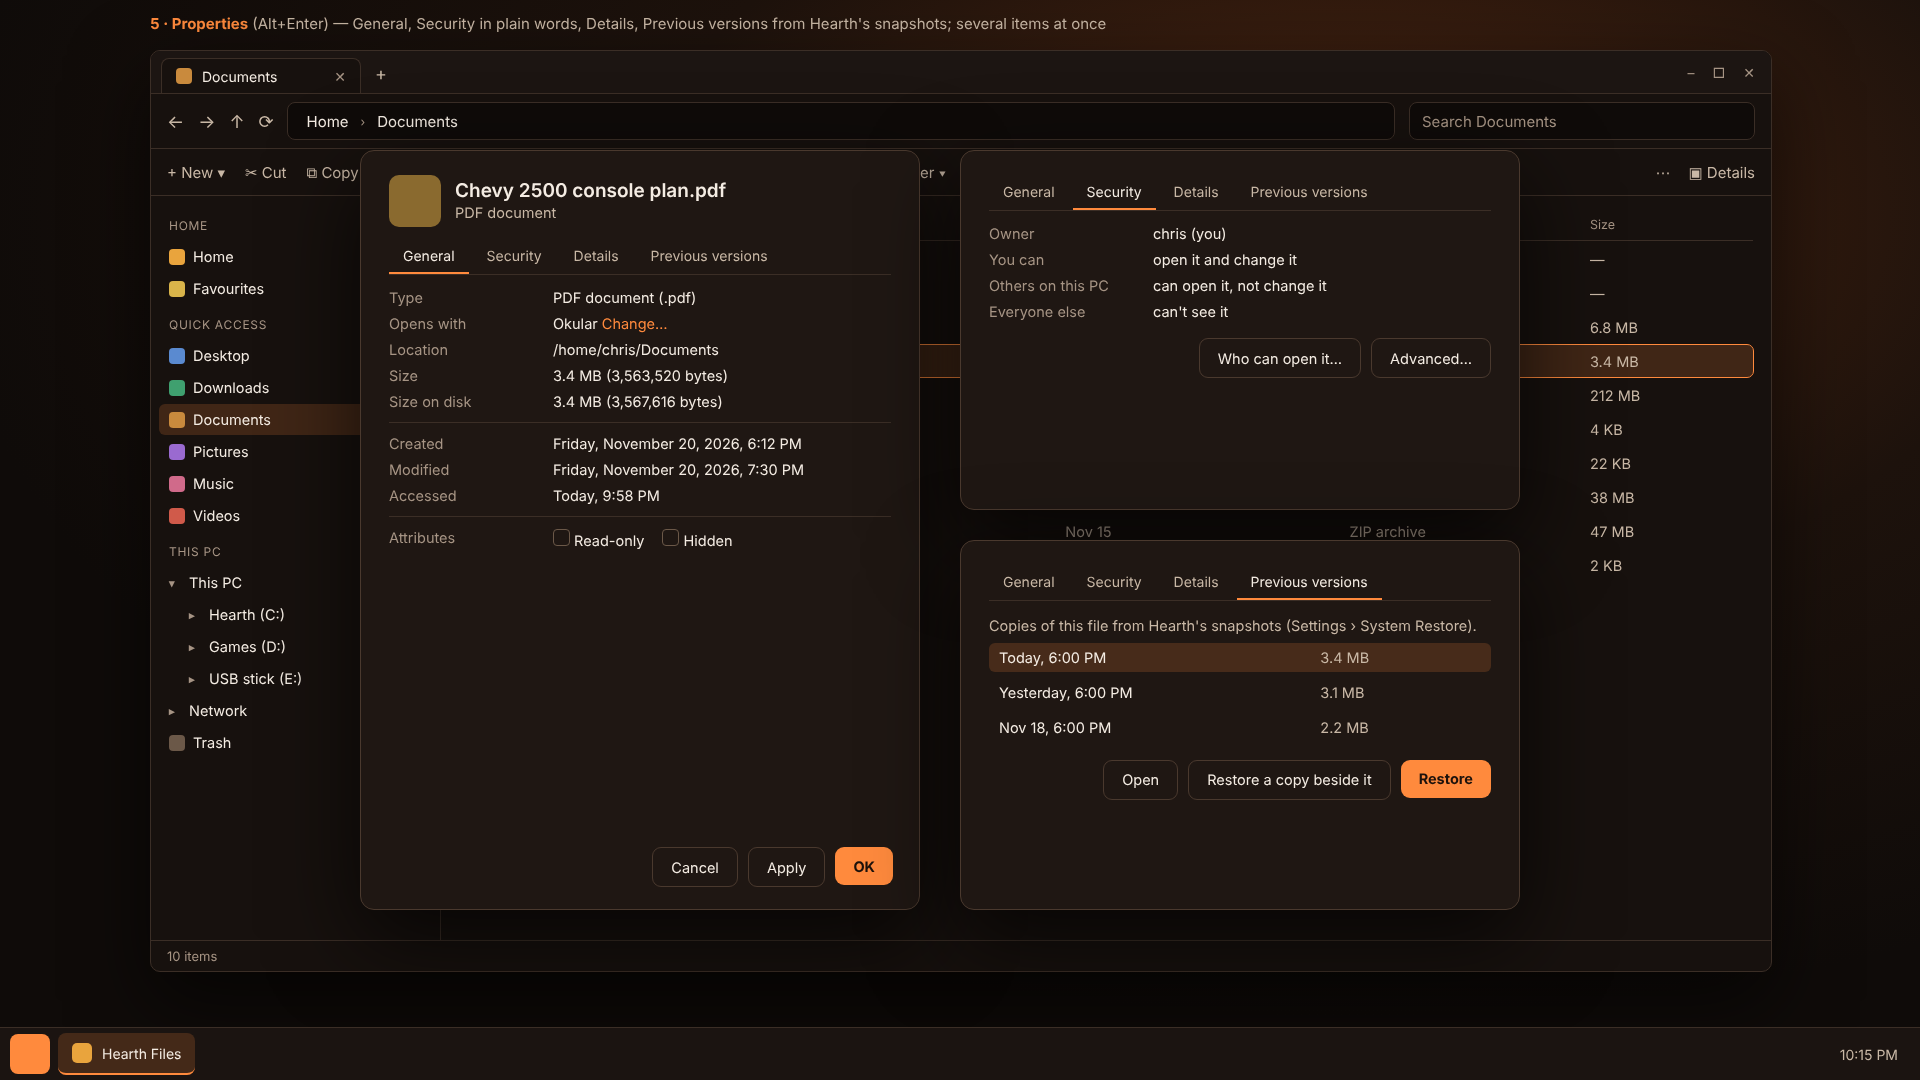 5 · Properties (Alt+Enter) — General, Security in plain words, Details, Previous versions from Hearth's snapshots; several items at once
Documents ✕ +
– ☐ ✕
← → ↑ ⟳ Home › Documents Search Documents
+ New ▾ ✂ Cut ⧉ Copy er ▾ ⋯ ▣ Details
HOME
Home
Favourites
QUICK ACCESS
Desktop
Downloads
Documents
Pictures
Music
Videos
THIS PC
▾ This PC
▸ Hearth (C:)
▸ Games (D:)
▸ USB stick (E:)
▸ Network
Trash
Chevy 2500 console plan.pdf
PDF document
General Security Details Previous versions
Type PDF document (.pdf)
Opens with Okular Change...
Location /home/chris/Documents
Size 3.4 MB (3,563,520 bytes)
Size on disk 3.4 MB (3,567,616 bytes)
Created Friday, November 20, 2026, 6:12 PM
Modified Friday, November 20, 2026, 7:30 PM
Accessed Today, 9:58 PM
Attributes Read-only Hidden
Cancel Apply OK
General Security Details Previous versions
Owner chris (you)
You can open it and change it
Others on this PC can open it, not change it
Everyone else can't see it
Who can open it... Advanced...
Nov 15 ZIP archive
General Security Details Previous versions
Copies of this file from Hearth's snapshots (Settings › System Restore).
Today, 6:00 PM 3.4 MB
Yesterday, 6:00 PM 3.1 MB
Nov 18, 6:00 PM 2.2 MB
Open Restore a copy beside it Restore
Size
—
—
6.8 MB
3.4 MB
212 MB
4 KB
22 KB
38 MB
47 MB
2 KB
10 items
Hearth Files
10:15 PM